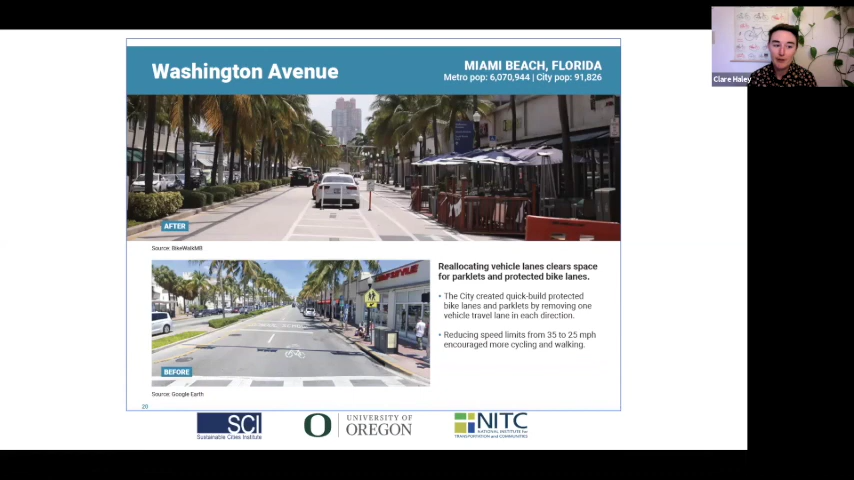 Washington Avenue
MIAMI BEACH, FLORIDA
Metro pop: 6,070,944 | City pop: 91,826
Clare Haley
AFTER
Source: BikeWalkMB
Reallocating vehicle lanes clears space
for parklets and protected bike lanes.
• The City created quick-build protected
bike lanes and parklets by removing one
vehicle travel lane in each direction.
• Reducing speed limits from 35 to 25 mph
encouraged more cycling and walking.
BEFORE
Source: Google Earth
26
SCI
Sustainable Cities Institute
O
UNIVERSITY OF
OREGON
NITC
NATIONAL INSTITUTE for
TRANSPORTATION and COMMUNITIES